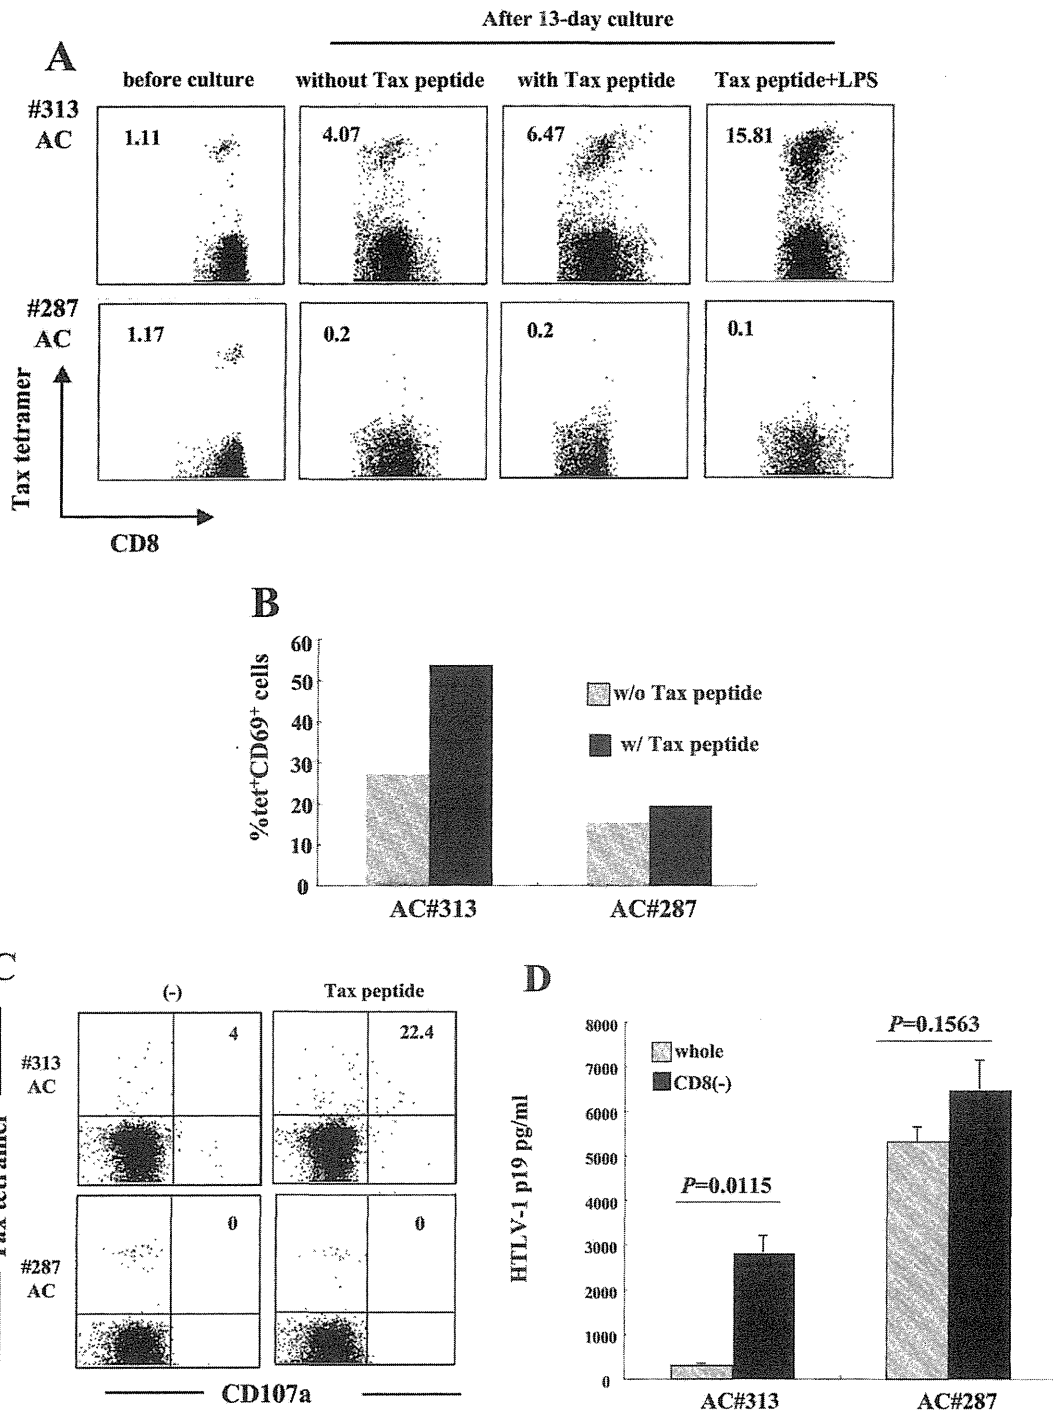 After 13-day culture
A
before culture
without Tax peptide
with Tax peptide
Tax peptide+LPS
#313
AC
1.11
4.07
6.47
15.81
#287
AC
1.17
0.2
0.2
0.1
Tax tetramer
CD8
B
%tet+CD69+ cells
60
50
40
30
20
10
0
w/o Tax peptide
w/ Tax peptide
AC#313
AC#287
C
(-)
Tax peptide
#313
AC
4
22.4
#287
AC
0
0
Tax tetramer
CD107a
D
HTLV-1 p19 pg/ml
8000
7000
6000
5000
4000
3000
2000
1000
0
whole
CD8(-)
P=0.0115
P=0.1563
AC#313
AC#287